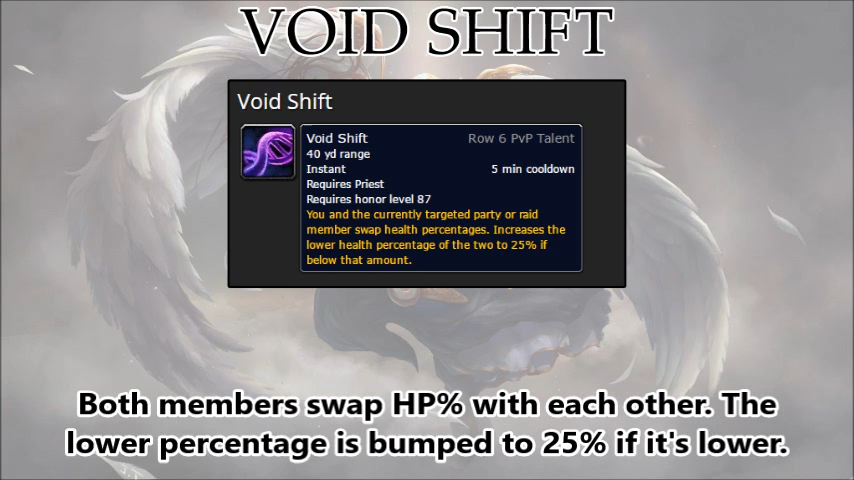 VOID SHIFT
Void Shift
Void Shift Row 6 PvP Talent
40 yd range
Instant 5 min cooldown
Requires Priest
Requires honor level 87
You and the currently targeted party or raid
member swap health percentages. Increases the
lower health percentage of the two to 25% if
below that amount.
Both members swap HP% with each other. The
lower percentage is bumped to 25% if it's lower.